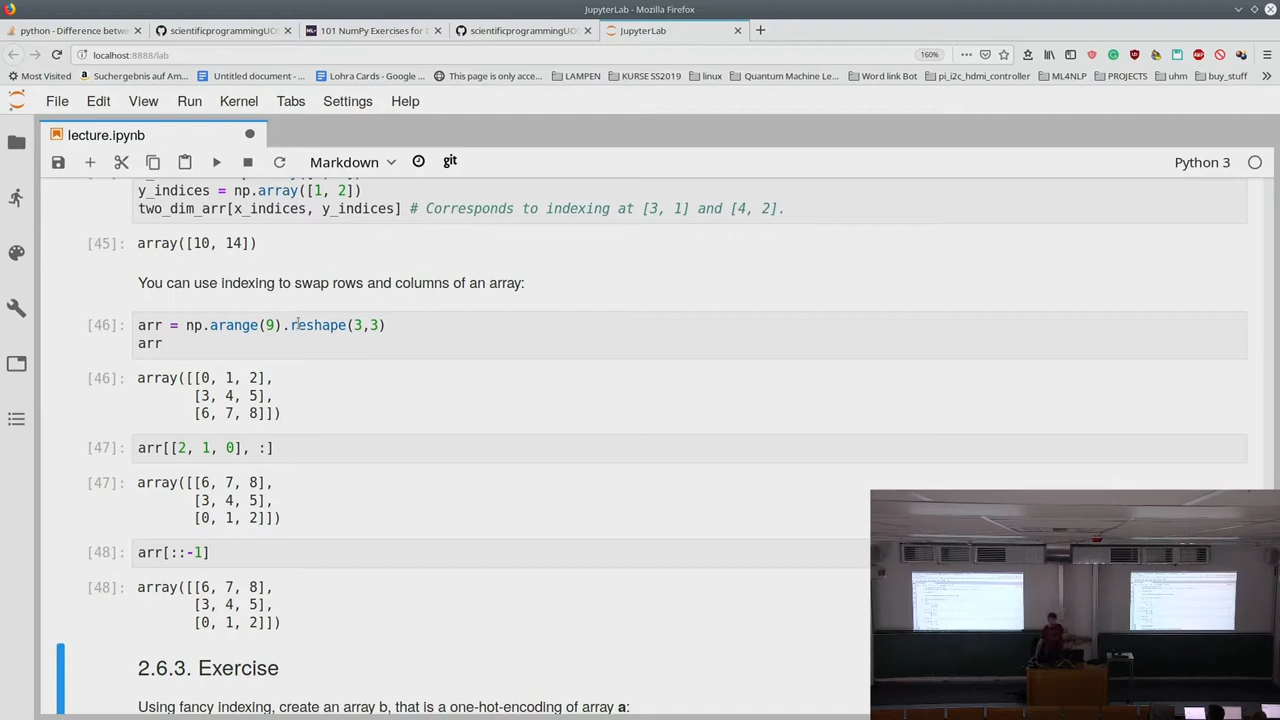 JupyterLab - Mozilla Firefox
python - Difference betwe
scientificprogrammingUO
101 NumPy Exercises for
scientificprogrammingUO
JupyterLab
localhost:8888/lab
160%
Most Visited
Suchergebnis auf Am...
Untitled document - ...
Lohra Cards - Google ...
This page is only acce...
LAMPEN
KURSE SS2019
linux
Quantum Machine Le...
Word link Bot
pi_i2c_hdmi_controller
ML4NLP
PROJECTS
uhm
buy_stuff
File
Edit
View
Run
Kernel
Tabs
Settings
Help
lecture.ipynb
Markdown
git
Python 3
y_indices = np.array([1, 2])
two_dim_arr[x_indices, y_indices] # Corresponds to indexing at [3, 1] and [4, 2].
[45]: array([10, 14])
You can use indexing to swap rows and columns of an array:
[46]: arr = np.arange(9).reshape(3,3)
arr
[46]: array([[0, 1, 2],
[3, 4, 5],
[6, 7, 8]])
[47]: arr[[2, 1, 0], :]
[47]: array([[6, 7, 8],
[3, 4, 5],
[0, 1, 2]])
[48]: arr[::-1]
[48]: array([[6, 7, 8],
[3, 4, 5],
[0, 1, 2]])
2.6.3. Exercise
Using fancy indexing, create an array b, that is a one-hot-encoding of array a: